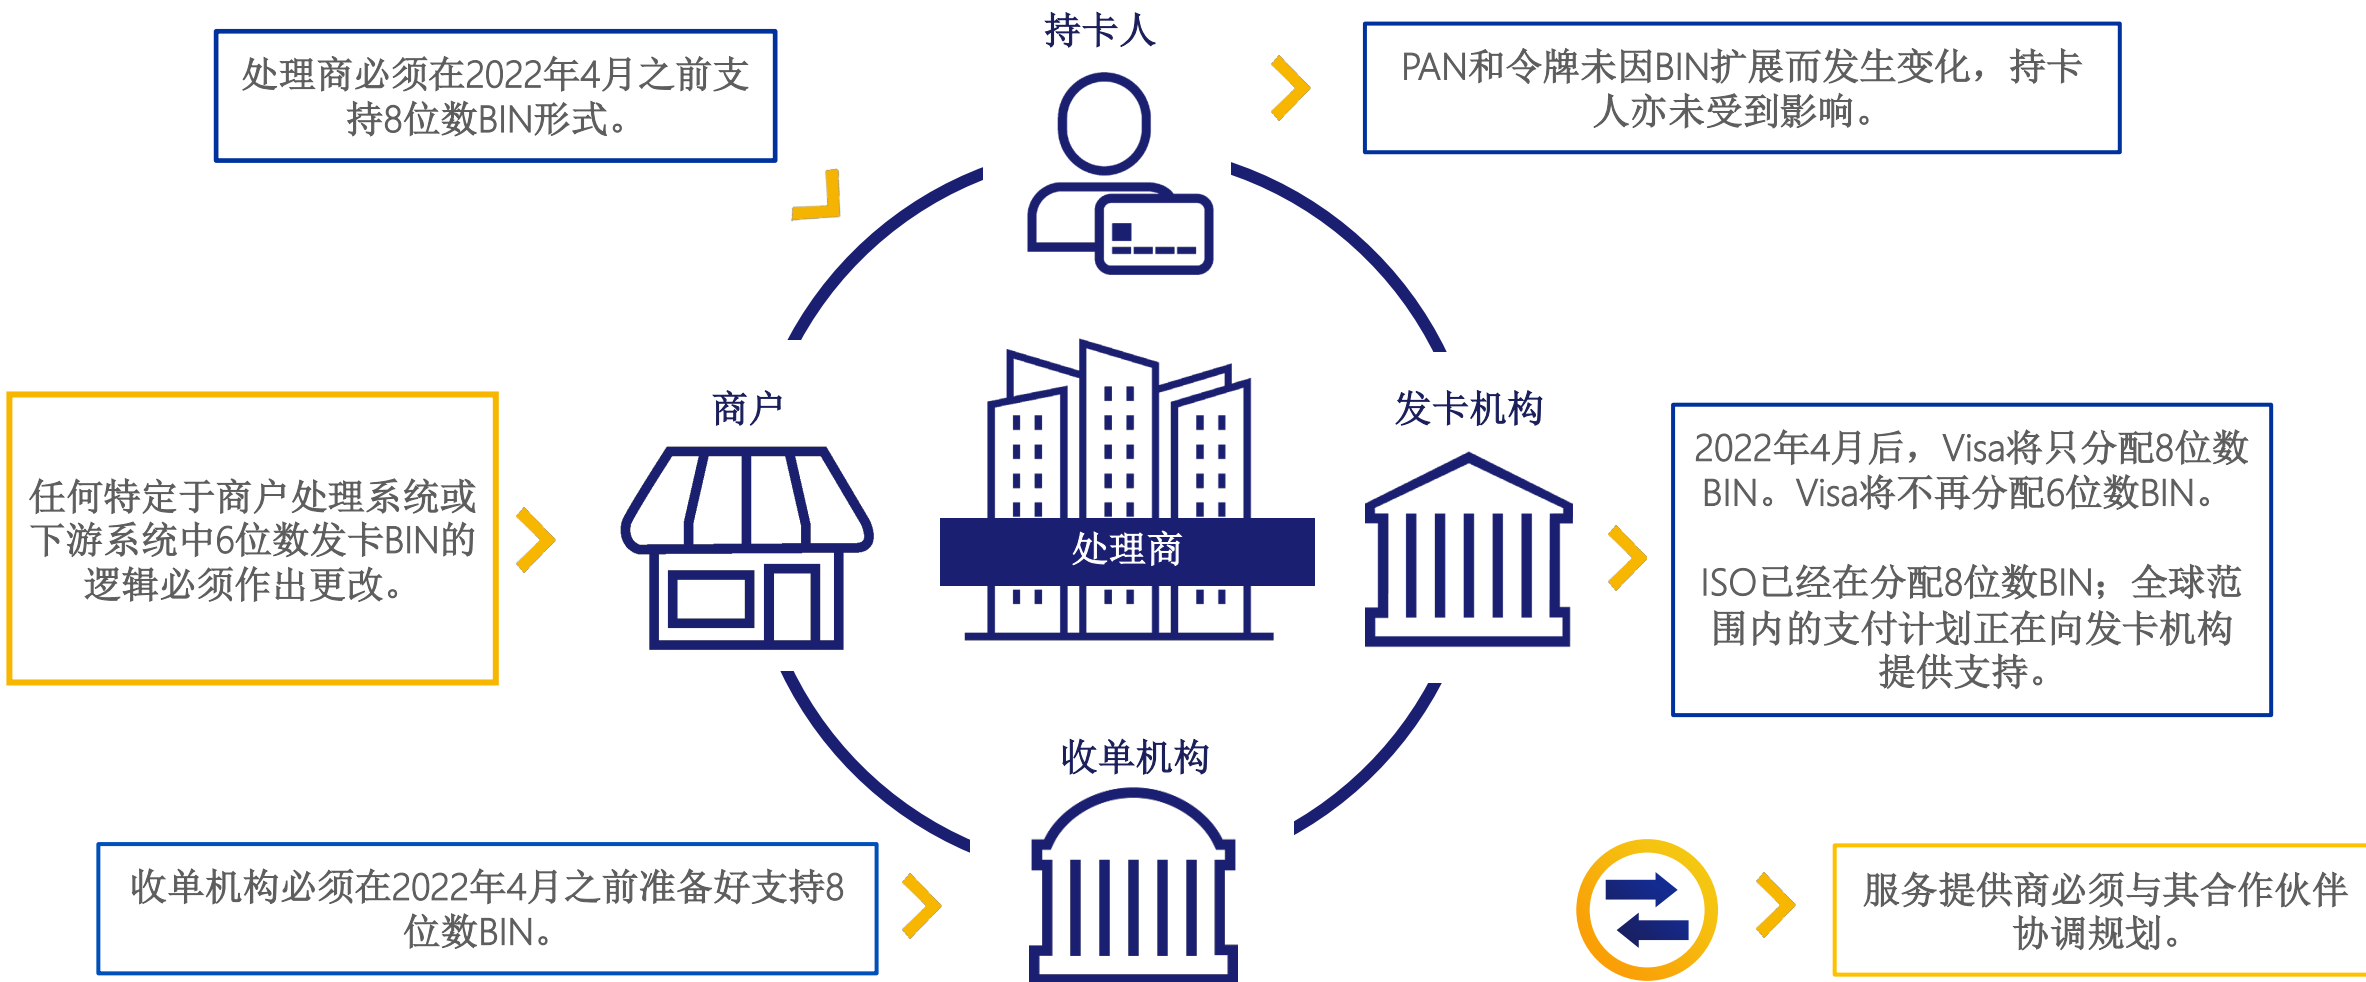 持卡人
处理商必须在2022年4月之前支
持8位数BIN形式。
PAN和令牌未因BIN扩展而发生变化，持卡
人亦未受到影响。
商户
发卡机构
任何特定于商户处理系统或
下游系统中6位数发卡BIN的
逻辑必须作出更改。
处理商
2022年4月后，Visa将只分配8位数
BIN。Visa将不再分配6位数BIN。
ISO已经在分配8位数BIN；全球范
围内的支付计划正在向发卡机构
提供支持。
收单机构
收单机构必须在2022年4月之前准备好支持8
位数BIN。
服务提供商必须与其合作伙伴
协调规划。